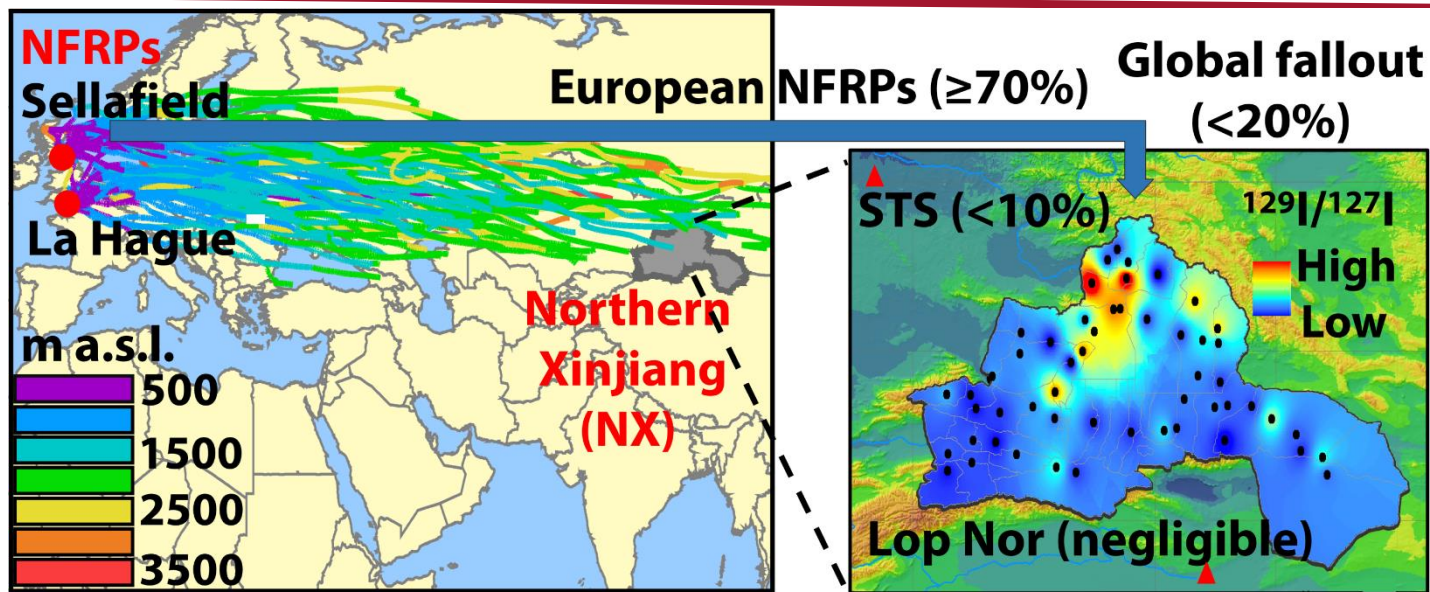 NFRPs
Sellafield
La Hague
m a.s.l.
500
1500
2500
3500
Northern
Xinjiang
(NX)
European NFRPs (≥70%)
Global fallout
(<20%)
STS (<10%)
¹²⁹I/¹²⁷I
High
Low
Lop Nor (negligible)